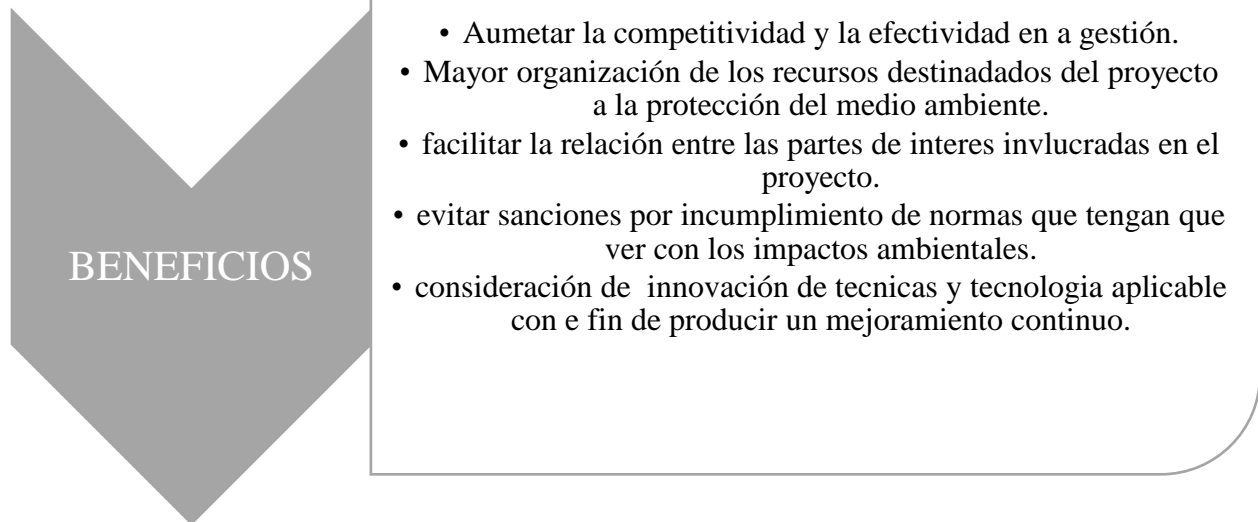 BENEFICIOS
• Aumetar la competitividad y la efectividad en a gestión.
• Mayor organización de los recursos destinadados del proyecto
a la protección del medio ambiente.
• facilitar la relación entre las partes de interes invlucradas en el
proyecto.
• evitar sanciones por incumplimiento de normas que tengan que
ver con los impactos ambientales.
• consideración de  innovación de tecnicas y tecnologia aplicable
con e fin de producir un mejoramiento continuo.